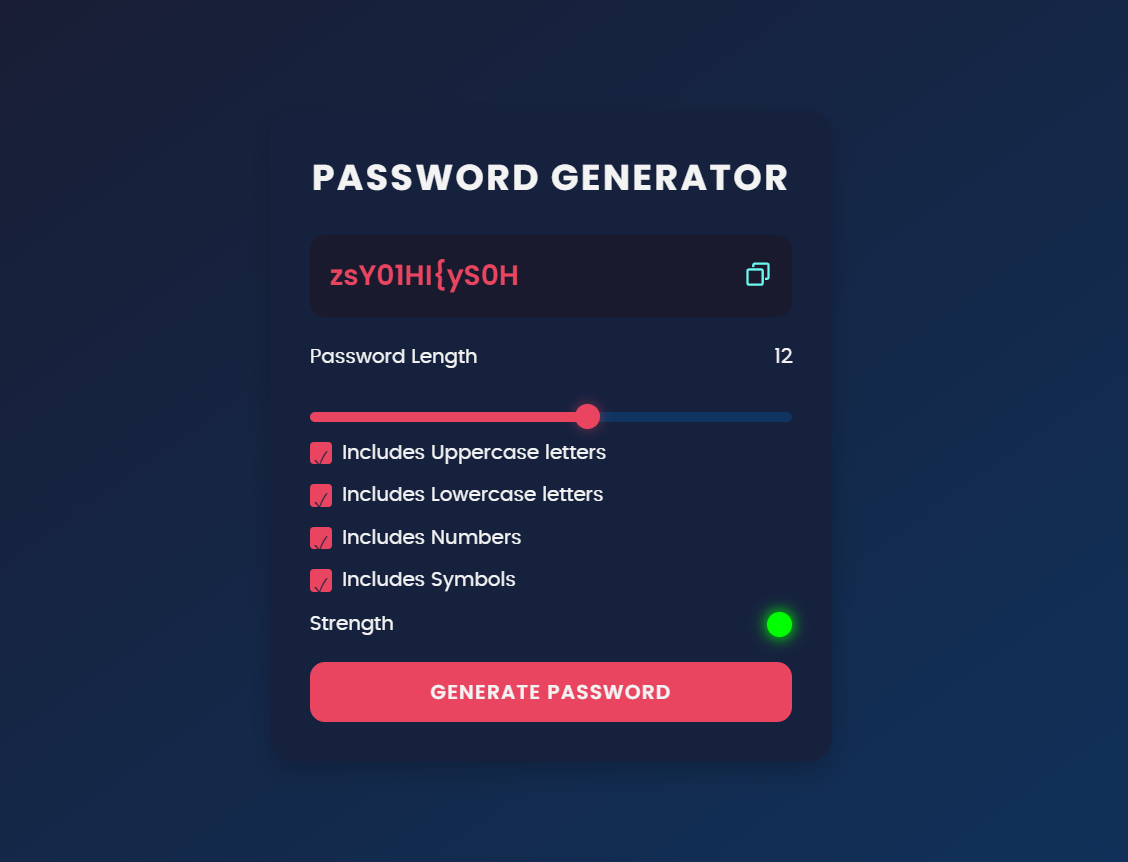 PASSWORD GENERATOR
zsY01HI{yS0H
Password Length 12
Includes Uppercase letters
Includes Lowercase letters
Includes Numbers
Includes Symbols
Strength
GENERATE PASSWORD